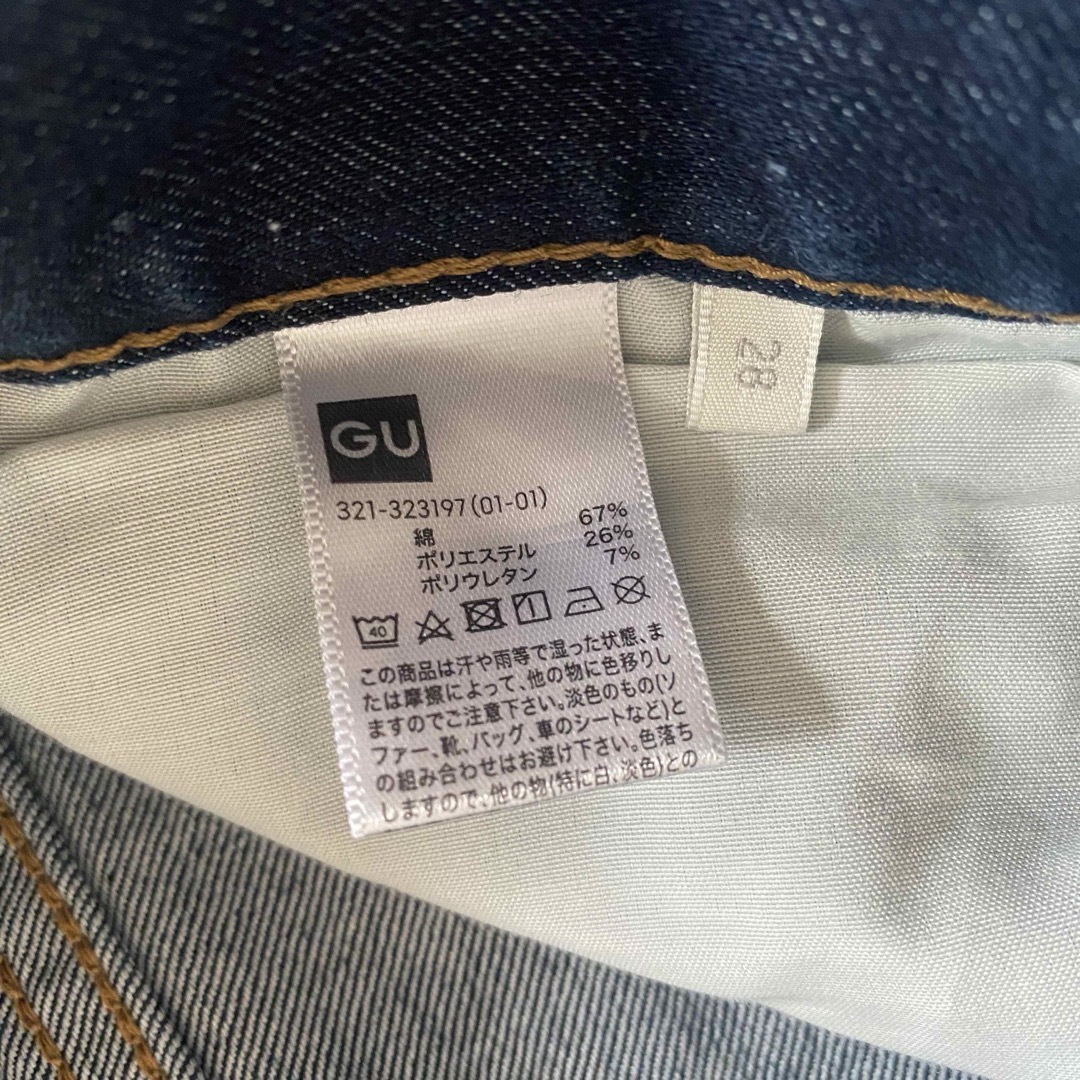 GU
321-323197(01-01)
綿 67%
ポリエステル 26%
ポリウレタン 7%
40
この商品は汗や雨等で湿った状態、ま
たは摩擦によって、他の物に色移りし
ますのでご注意下さい。淡色のもの(ソ
ファー、靴、バッグ、車のシートなど)と
の組み合わせはお避け下さい。色落ち
しますので、他の物(特に白、淡色)との
28